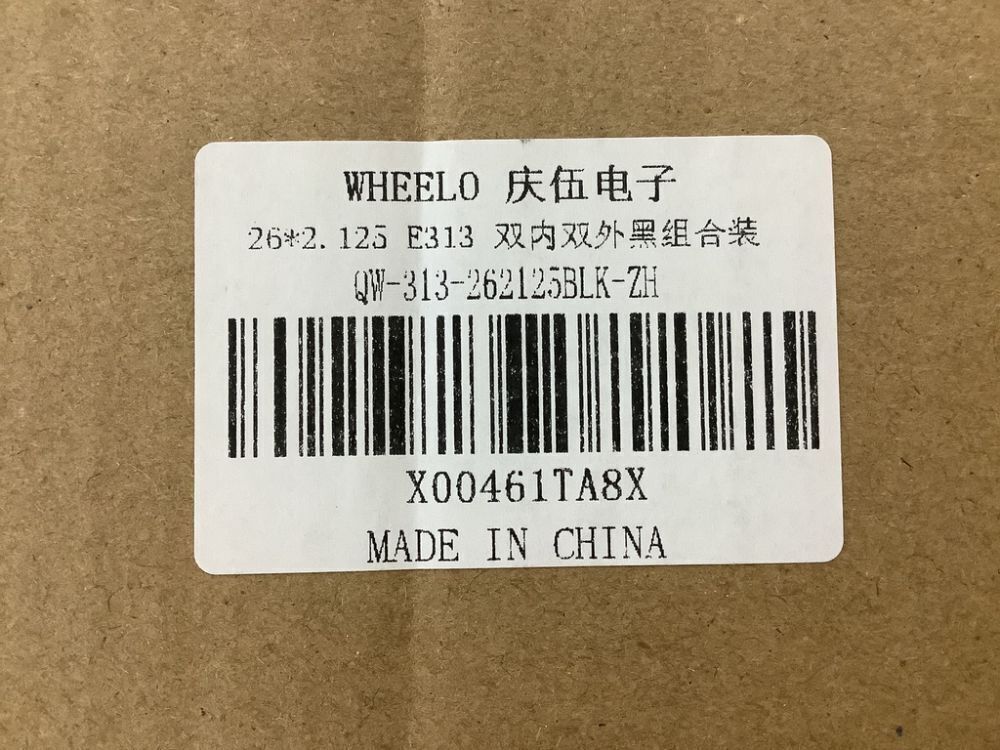 WHEELO 庆伍电子
26*2.125 E313 双内双外黑组合装
QW-313-262125BLK-ZH
X00461TA8X
MADE IN CHINA